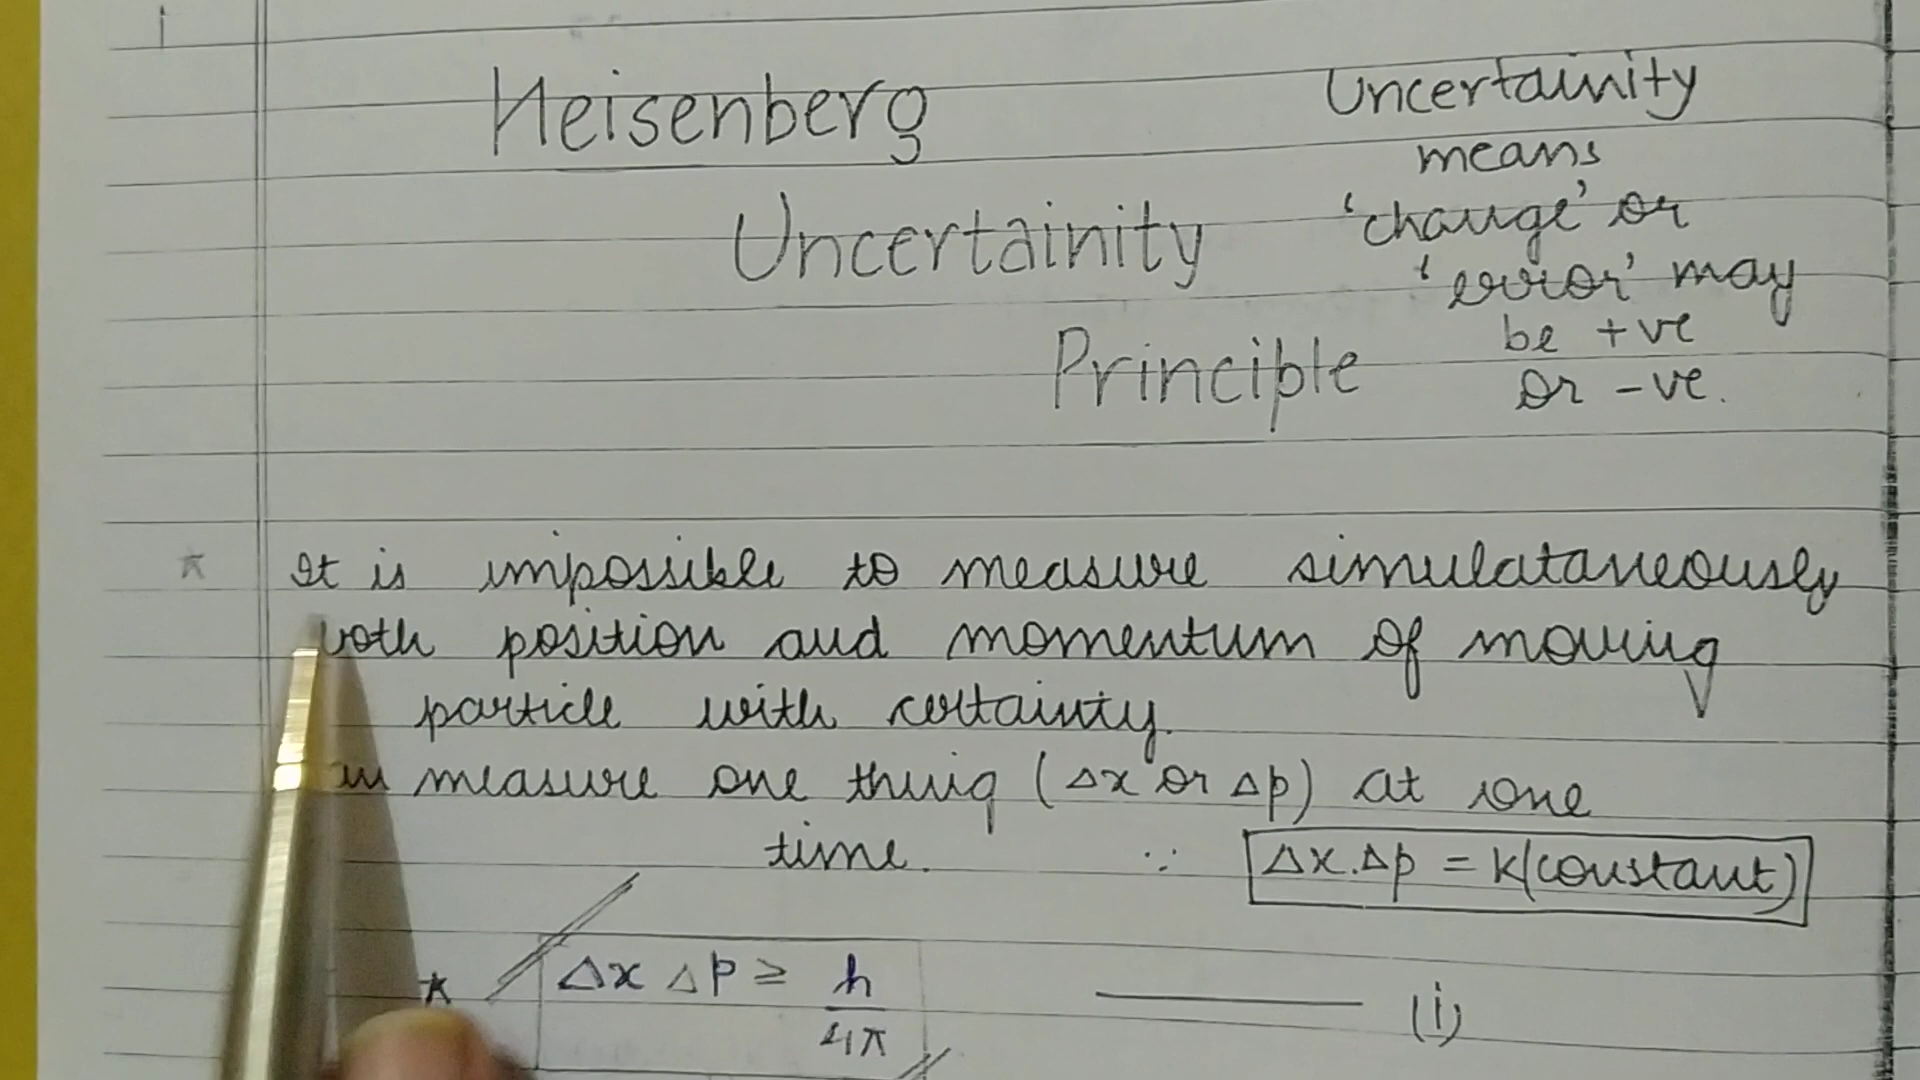 Heisenberg
Uncertainity
Principle
Uncertainity
means
'change' or
'error' may
be +ve
or -ve.
* It is impossible to measure simulataneously
both position and momentum of moving
particle with certainty.
measure one thing (Δx or Δp) at one
time. ∵ Δx.Δp = K(constant)
* Δx Δp ≥ h/4π —— (i)